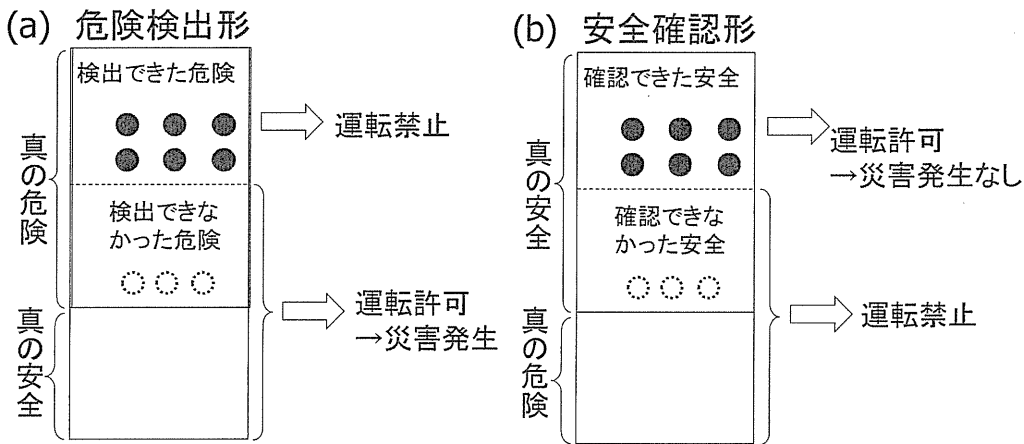 (a) 危険検出形
検出できた危険
運転禁止
真の危険
検出できな
かった危険
運転許可
→災害発生
真の安全
(b) 安全確認形
確認できた安全
運転許可
→災害発生なし
真の安全
確認できな
かった安全
運転禁止
真の危険